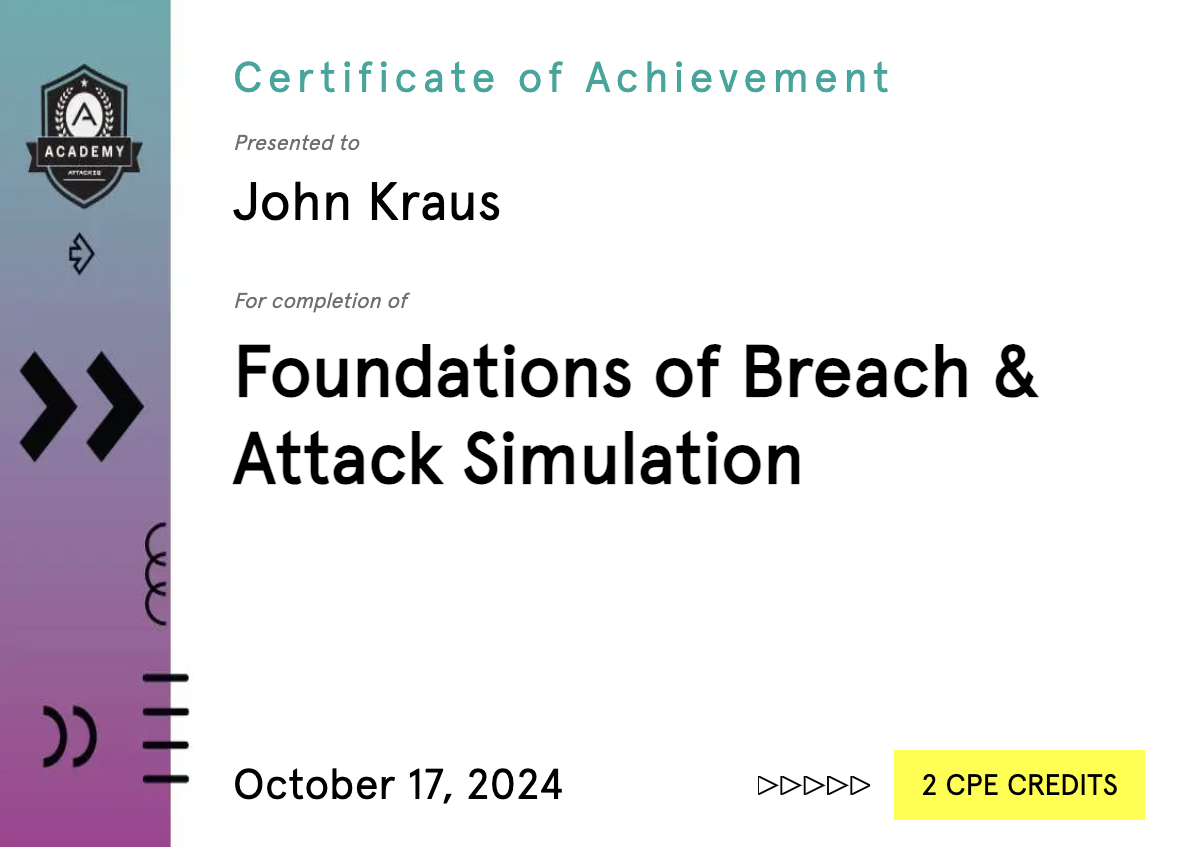 A
ACADEMY
ATTACKIQ
Certificate of Achievement
Presented to
John Kraus
For completion of
Foundations of Breach &
Attack Simulation
October 17, 2024
2 CPE CREDITS